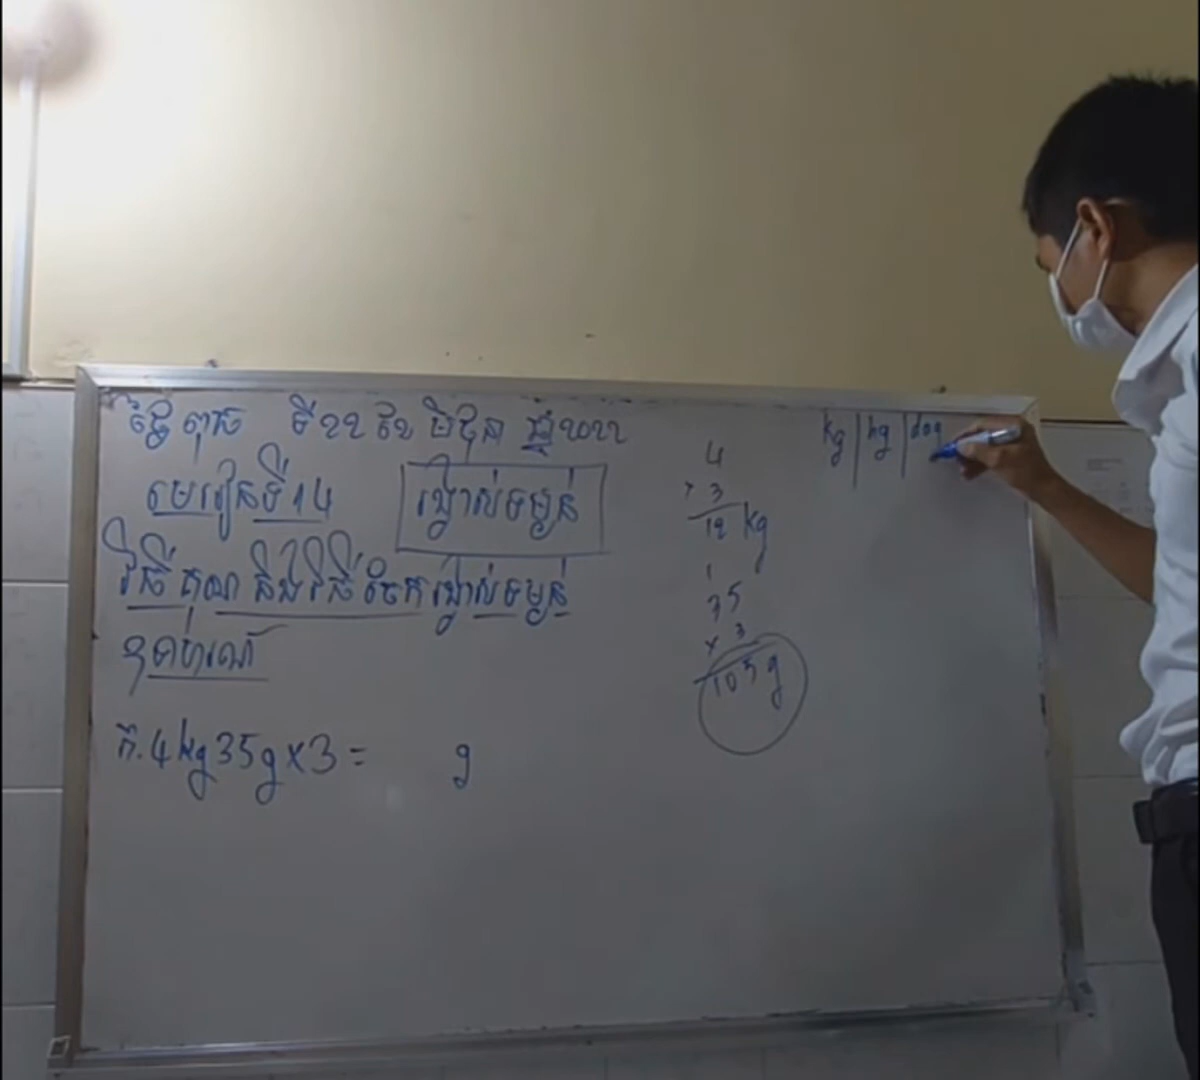 ថ្ងៃ ពុធ ទី២២ ខែ មិថុនា ឆ្នាំ២០២២
មេរៀនទី14
រង្វាស់ទម្ងន់
វិធីគុណ និងវិធីចែករង្វាស់ទម្ងន់
ឧទាហរណ៍
ក.4kg35g×3= g
4
× 3
12 kg
1
35
× 3
105g
kg | hg | dag